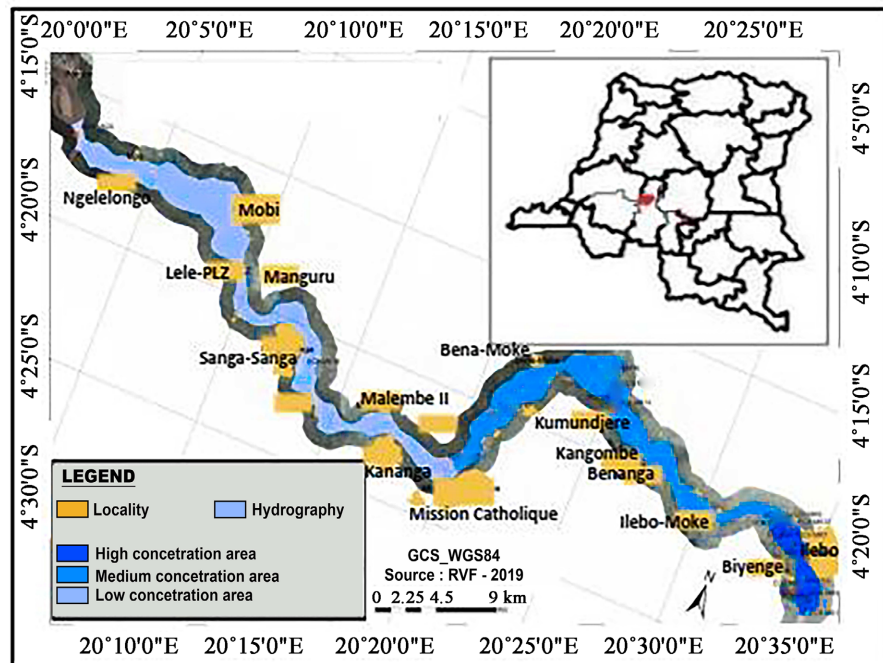 20°0'0"E 20°5'0"E 20°10'0"E 20°15'0"E 20°20'0"E 20°25'0"E
4°15'0"S
4°20'0"S
4°25'0"S
4°30'0"S
4°5'0"S
4°10'0"S
4°15'0"S
4°20'0"S
Ngelelongo
Mobi
Lele-PLZ
Manguru
Sanga-Sanga
Bena-Moke
Malembe II
Kumundjere
Kangombe
Kananga
Benanga
Mission Catholique
Ilebo-Moke
Ilebo
Biyenge
LEGEND
Locality
Hydrography
High concetration area
Medium concetration area
Low concetration area
GCS_WGS84
Source : RVF - 2019
0 2.25 4.5 9 km
N
20°10'0"E 20°15'0"E 20°20'0"E 20°25'0"E 20°30'0"E 20°35'0"E